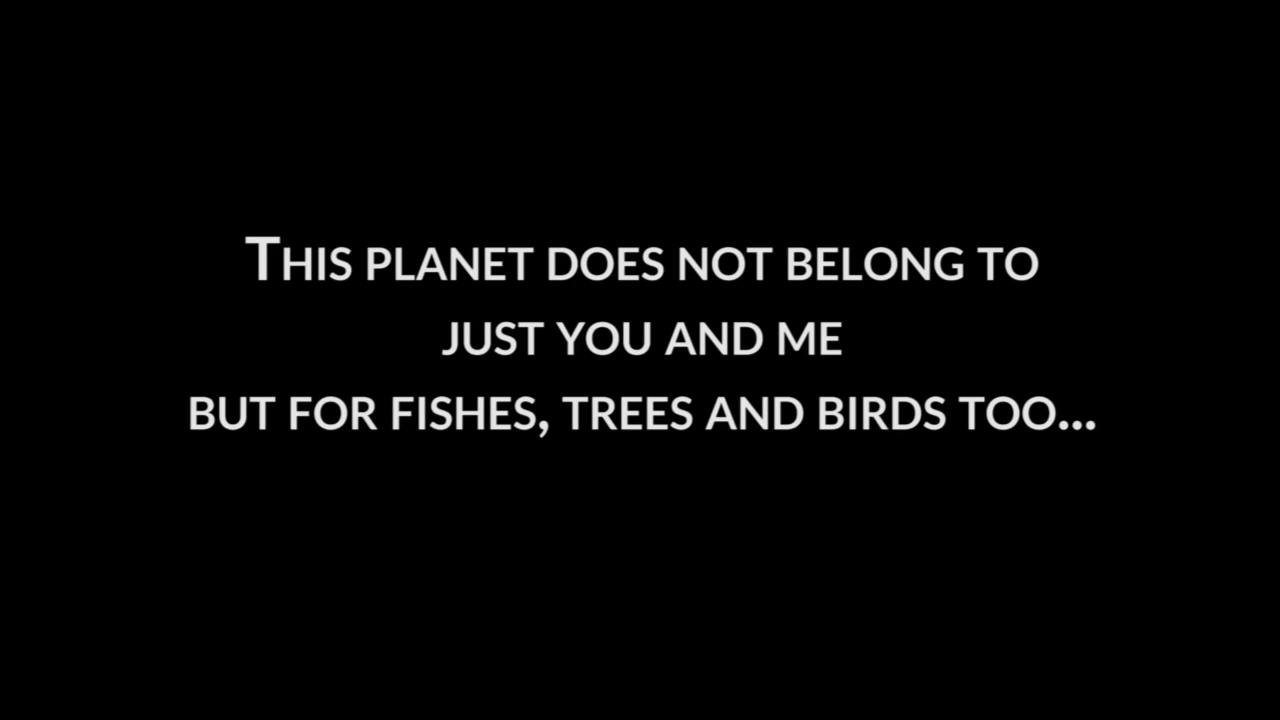 This planet does not belong to
just you and me
but for fishes, trees and birds too...